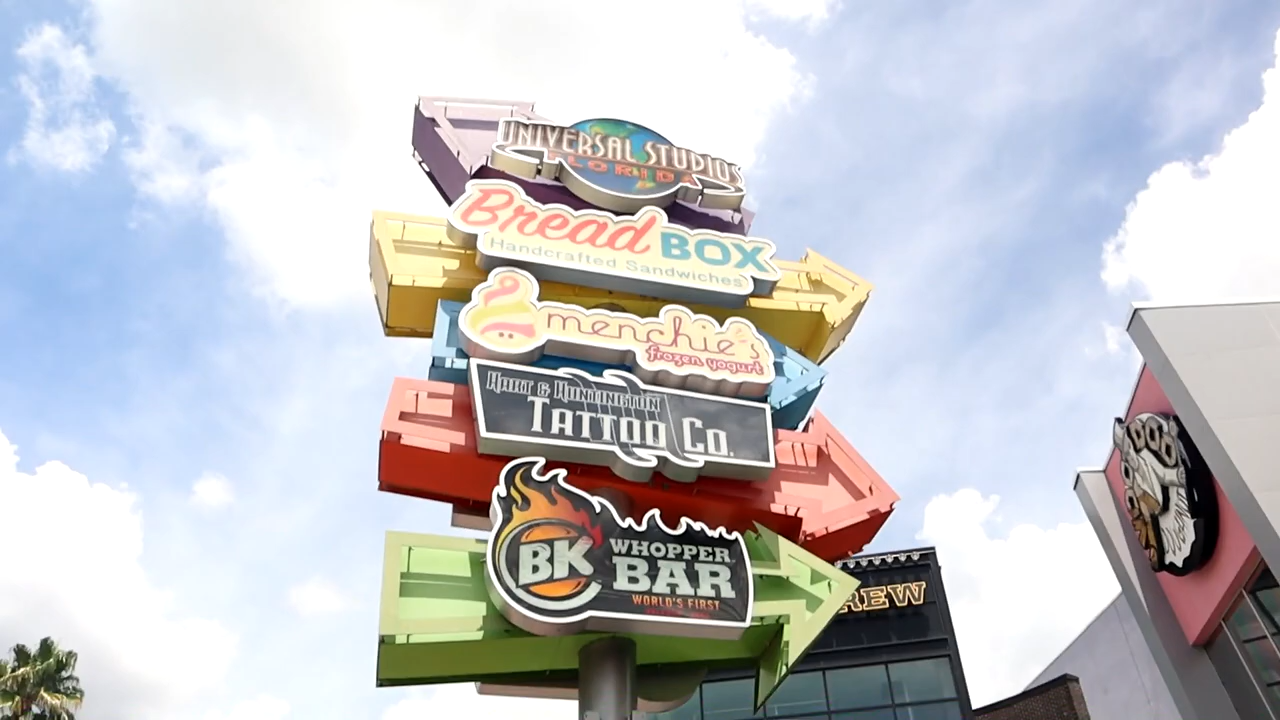 UNIVERSAL STUDIOS
FLORIDA
Bread BOX
Handcrafted Sandwiches
menchie's
frozen yogurt
HART & HUNTINGTON
TATTOO CO.
BK WHOPPER
BAR
WORLD'S FIRST
REW